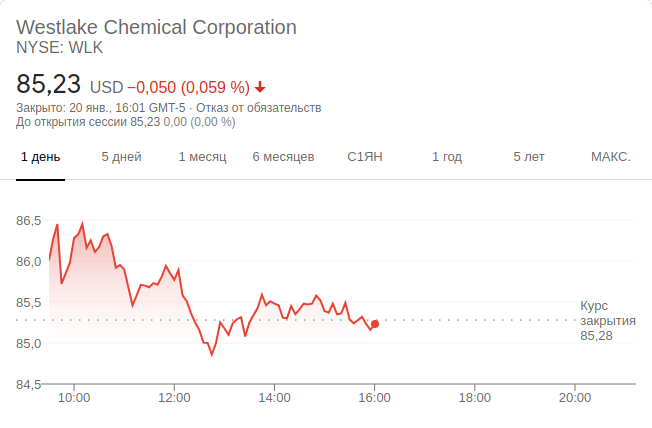 Westlake Chemical Corporation
NYSE: WLK
85,23 USD −0,050 (0,059 %)
Закрыто: 20 янв., 16:01 GMT-5 · Отказ от обязательств
До открытия сессии 85,23 0,00 (0,00 %)
1 день 5 дней 1 месяц 6 месяцев С1ЯН 1 год 5 лет МАКС.
86,5
86,0
85,5
85,0
84,5
Курс
закрытия
85,28
10:00 12:00 14:00 16:00 18:00 20:00